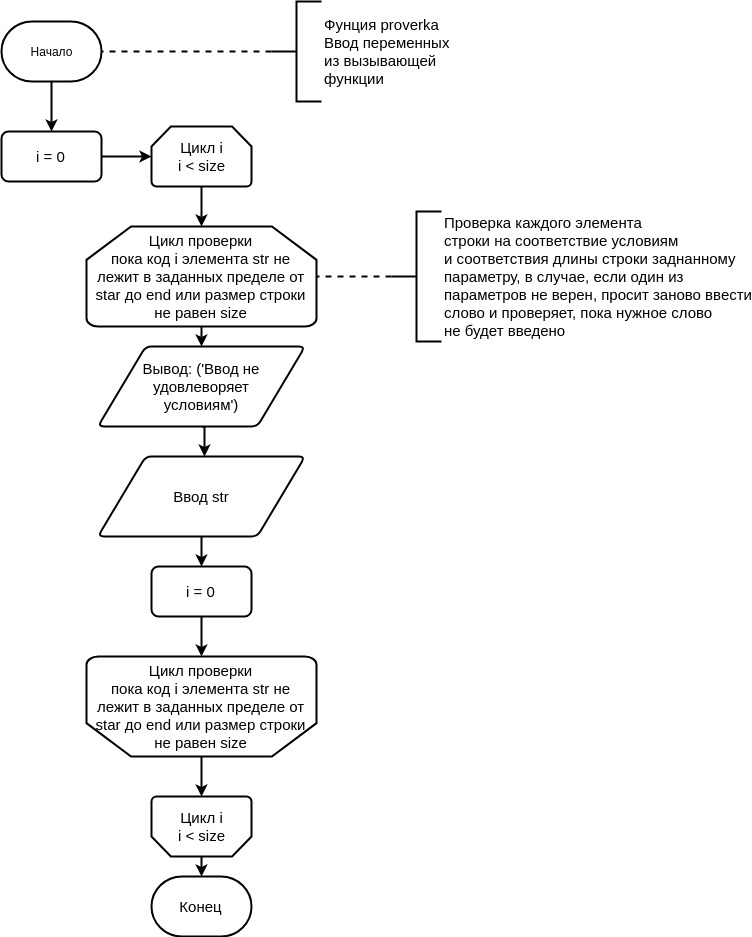 Начало
Фунция proverka
Ввод переменных
из вызывающей
функции
i = 0
Цикл i
i < size
Цикл проверки
пока код i элемента str не
лежит в заданных пределе от
star до end или размер строки
не равен size
Проверка каждого элемента
строки на соответствие условиям
и соответствия длины строки заднанному
параметру, в случае, если один из
параметров не верен, просит заново ввести
слово и проверяет, пока нужное слово
не будет введено
Вывод: ('Ввод не
удовлеворяет
условиям')
Ввод str
i = 0
Цикл проверки
пока код i элемента str не
лежит в заданных пределе от
star до end или размер строки
не равен size
Цикл i
i < size
Конец